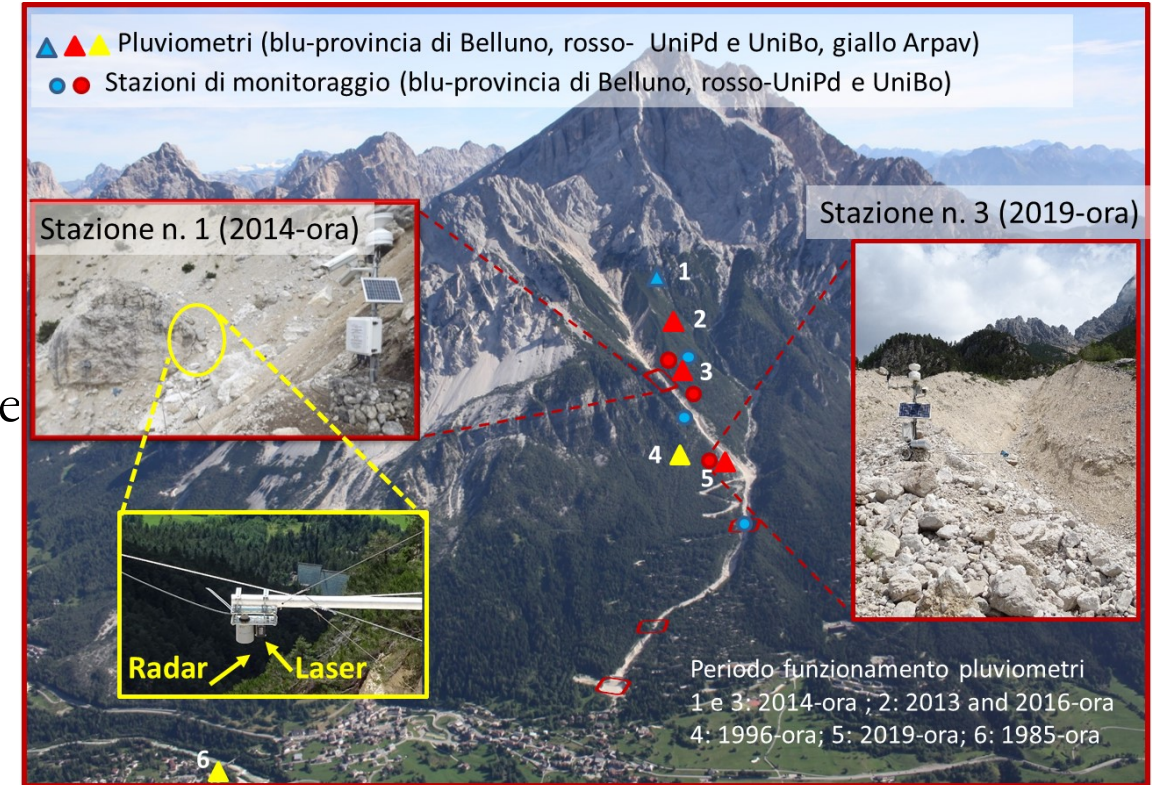 Pluviometri (blu-provincia di Belluno, rosso- UniPd e UniBo, giallo Arpav)
Stazioni di monitoraggio (blu-provincia di Belluno, rosso-UniPd e UniBo)
Stazione n. 1 (2014-ora)
Stazione n. 3 (2019-ora)
1
2
3
e
4
5
Radar
Laser
Periodo funzionamento pluviometri
1 e 3: 2014-ora ; 2: 2013 and 2016-ora
4: 1996-ora; 5: 2019-ora; 6: 1985-ora
6